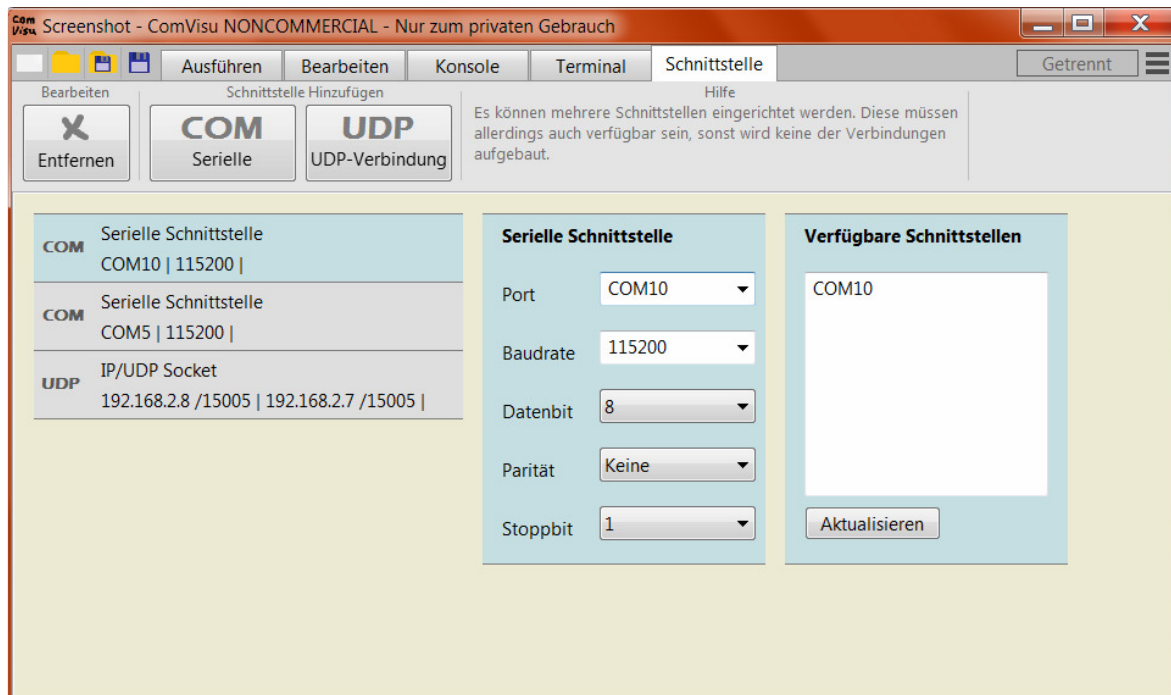 Com
Visu
Screenshot - ComVisu NONCOMMERCIAL - Nur zum privaten Gebrauch
Ausführen
Bearbeiten
Konsole
Terminal
Schnittstelle
Getrennt
Bearbeiten
Entfernen
Schnittstelle Hinzufügen
COM
Serielle
UDP
UDP-Verbindung
Hilfe
Es können mehrere Schnittstellen eingerichtet werden. Diese müssen
allerdings auch verfügbar sein, sonst wird keine der Verbindungen
aufgebaut.
COM
Serielle Schnittstelle
COM10 | 115200 |
COM
Serielle Schnittstelle
COM5 | 115200 |
UDP
IP/UDP Socket
192.168.2.8 /15005 | 192.168.2.7 /15005 |
Serielle Schnittstelle
Port
COM10
Baudrate
115200
Datenbit
8
Parität
Keine
Stoppbit
1
Verfügbare Schnittstellen
COM10
Aktualisieren